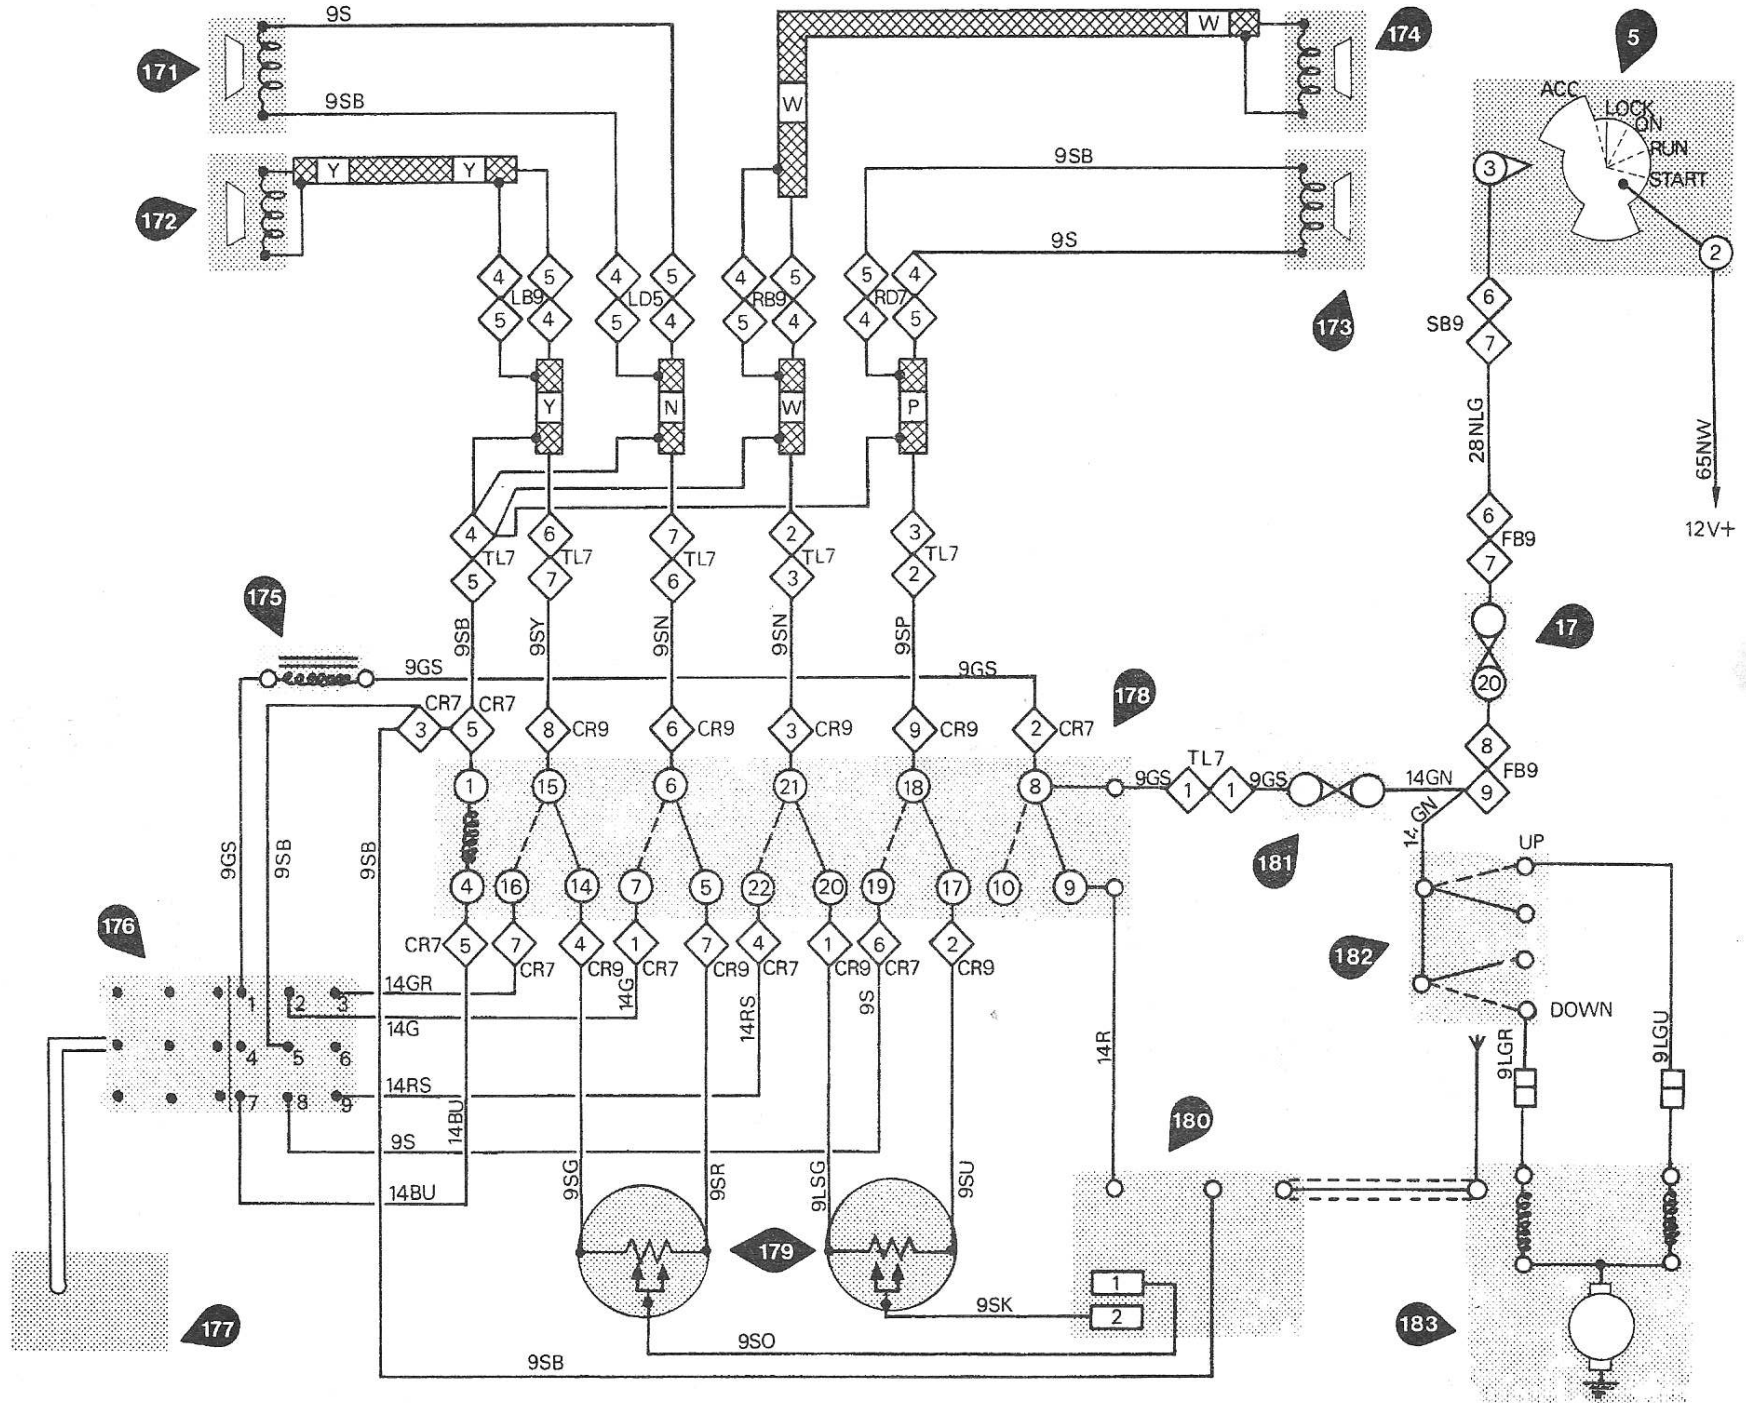 9S
W
174
5
171
9SB
W
ACC
LOCK
ON
RUN
START
Y
Y
9SB
3
172
9S
2
4
5
4
5
4
5
5
4
LB9
LD5
RB9
RD7
5
4
5
4
5
4
4
5
173
6
SB9
7
Y
N
W
P
28NLG
65NW
6
FB9
7
12V+
4
6
7
2
3
TL7
TL7
TL7
TL7
TL7
5
7
6
3
2
175
9SB
9SY
9SN
9SN
9SP
17
20
9GS
9GS
178
CR7
CR7
3
5
8
CR9
6
CR9
3
CR9
9
CR9
2
CR7
8
FB9
9
1
15
6
21
18
8
9GS
TL7
1
1
9GS
14GN
14GN
UP
181
9GS
9SB
9SB
4
16
14
7
5
22
20
19
17
10
9
176
CR7
5
7
4
1
7
4
1
6
2
CR7
CR9
CR7
CR9
CR7
CR9
CR7
CR9
182
DOWN
1
2
3
14GR
14G
14G
14RS
9S
14R
9LGR
9LGU
4
5
6
7
8
9
14RS
14BU
9S
14BU
9SG
9SR
9LSG
9SU
180
179
1
2
9SK
9SO
9SB
177
183